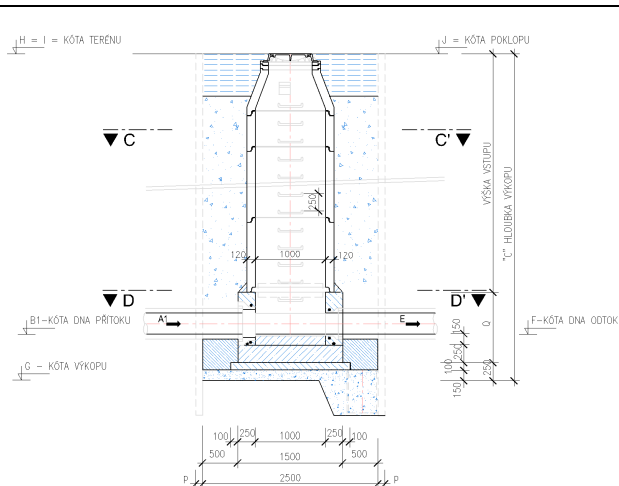 H = I = KÓTA TERÉNU
J = KÓTA POKLOPU
C
C'
VÝŠKA VSTUPU
"C" HLOUBKA VÝKOPU
250
120
1000
120
D
D'
A1
E
B1-KÓTA DNA PŘÍTOKU
F-KÓTA DNA ODTOK
150
Q
250
100
250
150
G - KÓTA VÝKOPU
100
250
1000
250
100
500
1500
500
P
2500
P